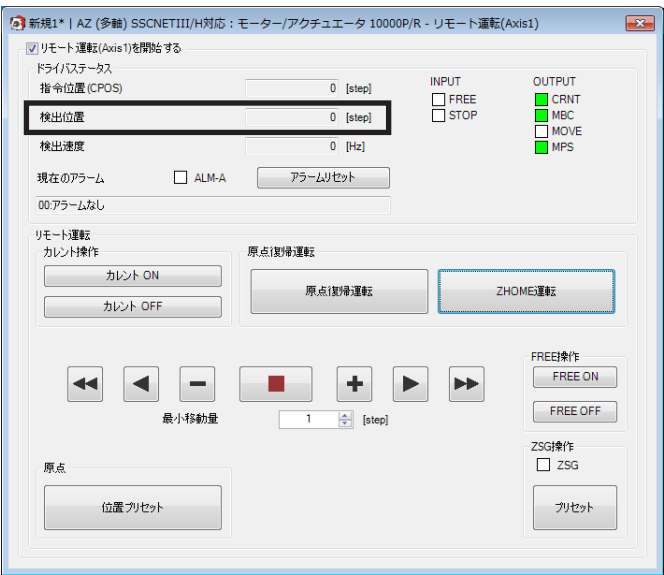 新規1* | AZ (多軸) SSCNETIII/H対応：モーター/アクチュエータ 10000P/R - リモート運転(Axis1)
リモート運転(Axis1)を開始する
ドライバステータス
指令位置(CPOS) 0 [step]
検出位置 0 [step]
検出速度 0 [Hz]
現在のアラーム ALM-A アラームリセット
00:アラームなし
INPUT
FREE
STOP
OUTPUT
CRNT
MBC
MOVE
MPS
リモート運転
カレント操作
カレント ON
カレント OFF
原点復帰運転
原点復帰運転 ZHOME運転
最小移動量 1 [step]
FREE操作
FREE ON
FREE OFF
原点
位置プリセット
ZSG操作
ZSG
プリセット